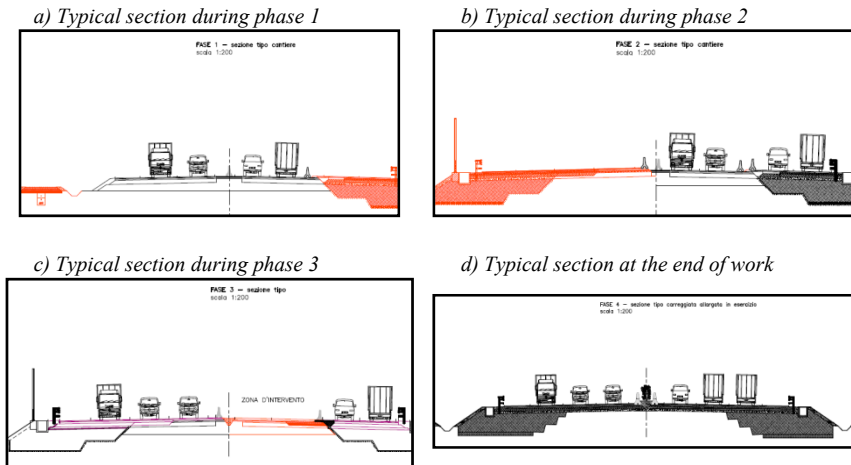 a) Typical section during phase 1
b) Typical section during phase 2
FASE 1 – sezione tipo cantiere
scala 1:200
FASE 2 – sezione tipo cantiere
scala 1:200
c) Typical section during phase 3
d) Typical section at the end of work
FASE 3 – sezione tipo
scala 1:200
ZONA D'INTERVENTO
FASE 4 – sezione tipo carreggiata allargata in esercizio
scala 1:200